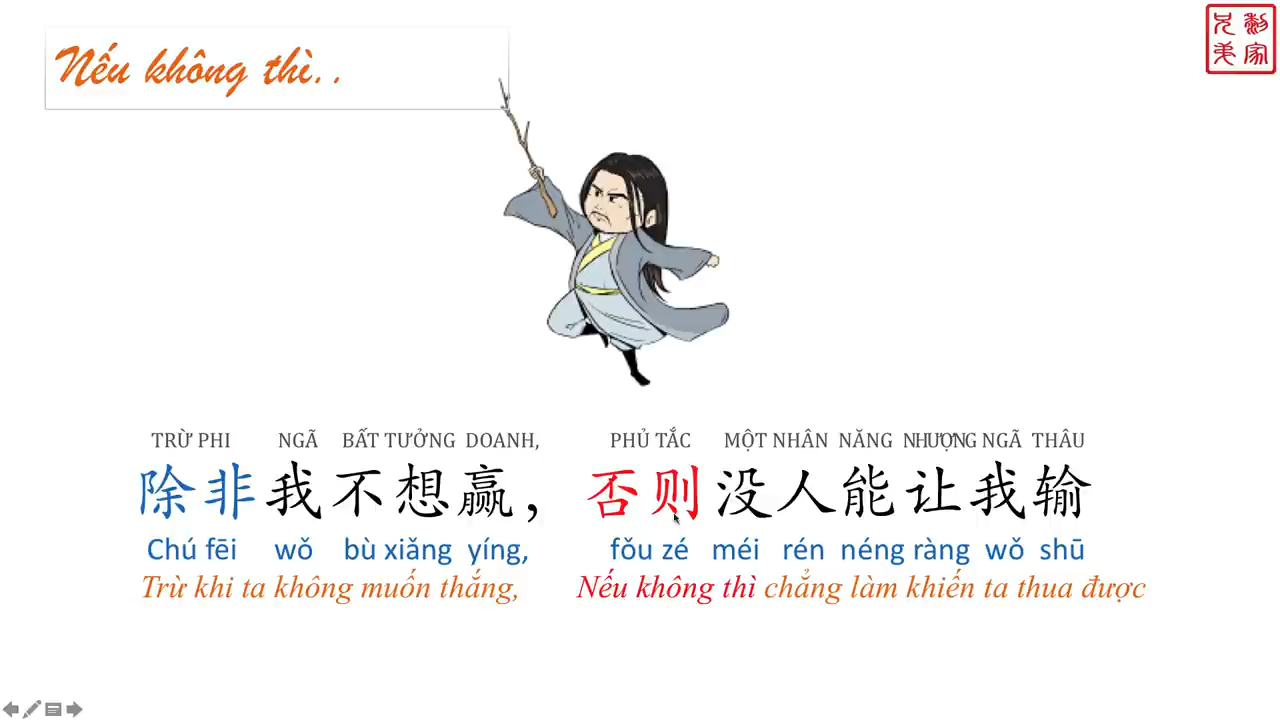 Nếu không thì..
TRỪ PHI NGÃ BẤT TƯỞNG DOANH, PHỦ TẮC MỘT NHÂN NĂNG NHƯỢNG NGÃ THÂU
除非我不想赢，否则没人能让我输
Chú fēi wǒ bù xiǎng yíng, fǒu zé méi rén néng ràng wǒ shū
Trừ khi ta không muốn thắng, Nếu không thì chẳng làm khiến ta thua được